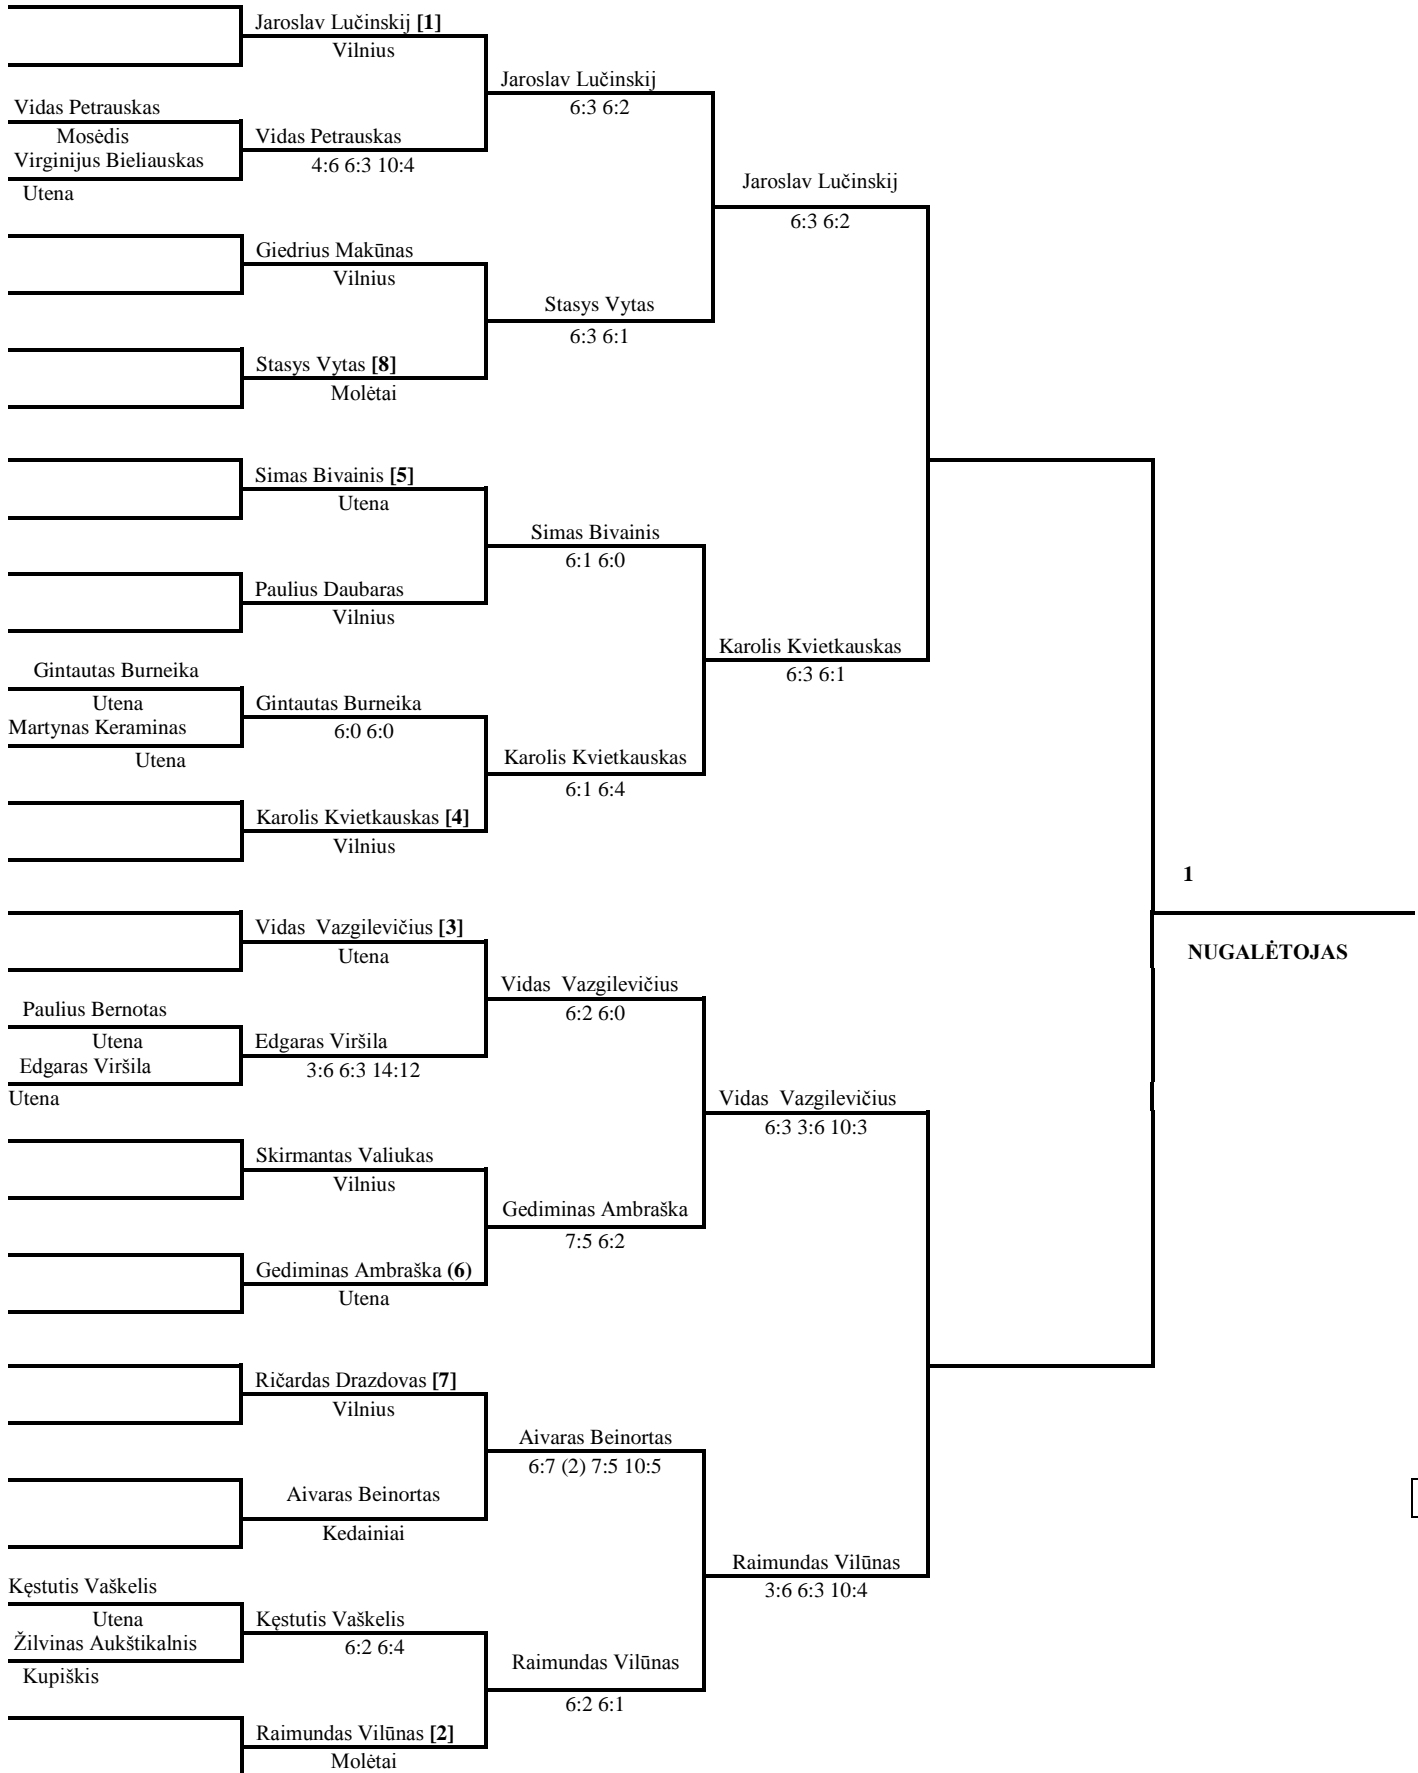 Jaroslav Lučinskij [1]
Vilnius
Jaroslav Lučinskij
6:3 6:2
Vidas Petrauskas
Mosėdis
Vidas Petrauskas
Virginijus Bieliauskas
4:6 6:3 10:4
Utena
Jaroslav Lučinskij
6:3 6:2
Giedrius Makūnas
Vilnius
Stasys Vytas
6:3 6:1
Stasys Vytas [8]
Molėtai
Simas Bivainis [5]
Utena
Simas Bivainis
6:1 6:0
Paulius Daubaras
Vilnius
Karolis Kvietkauskas
6:3 6:1
Gintautas Burneika
Utena
Gintautas Burneika
Martynas Keraminas
6:0 6:0
Utena
Karolis Kvietkauskas
6:1 6:4
Karolis Kvietkauskas [4]
Vilnius
1
NUGALĖTOJAS
Vidas  Vazgilevičius [3]
Utena
Vidas  Vazgilevičius
6:2 6:0
Paulius Bernotas
Utena
Edgaras Viršila
Edgaras Viršila
3:6 6:3 14:12
Utena
Vidas  Vazgilevičius
6:3 3:6 10:3
Skirmantas Valiukas
Vilnius
Gediminas Ambraška
7:5 6:2
Gediminas Ambraška (6)
Utena
Ričardas Drazdovas [7]
Vilnius
Aivaras Beinortas
6:7 (2) 7:5 10:5
Aivaras Beinortas
Kedainiai
Raimundas Vilūnas
3:6 6:3 10:4
Kęstutis Vaškelis
Utena
Kęstutis Vaškelis
Žilvinas Aukštikalnis
6:2 6:4
Kupiškis
Raimundas Vilūnas
6:2 6:1
Raimundas Vilūnas [2]
Molėtai